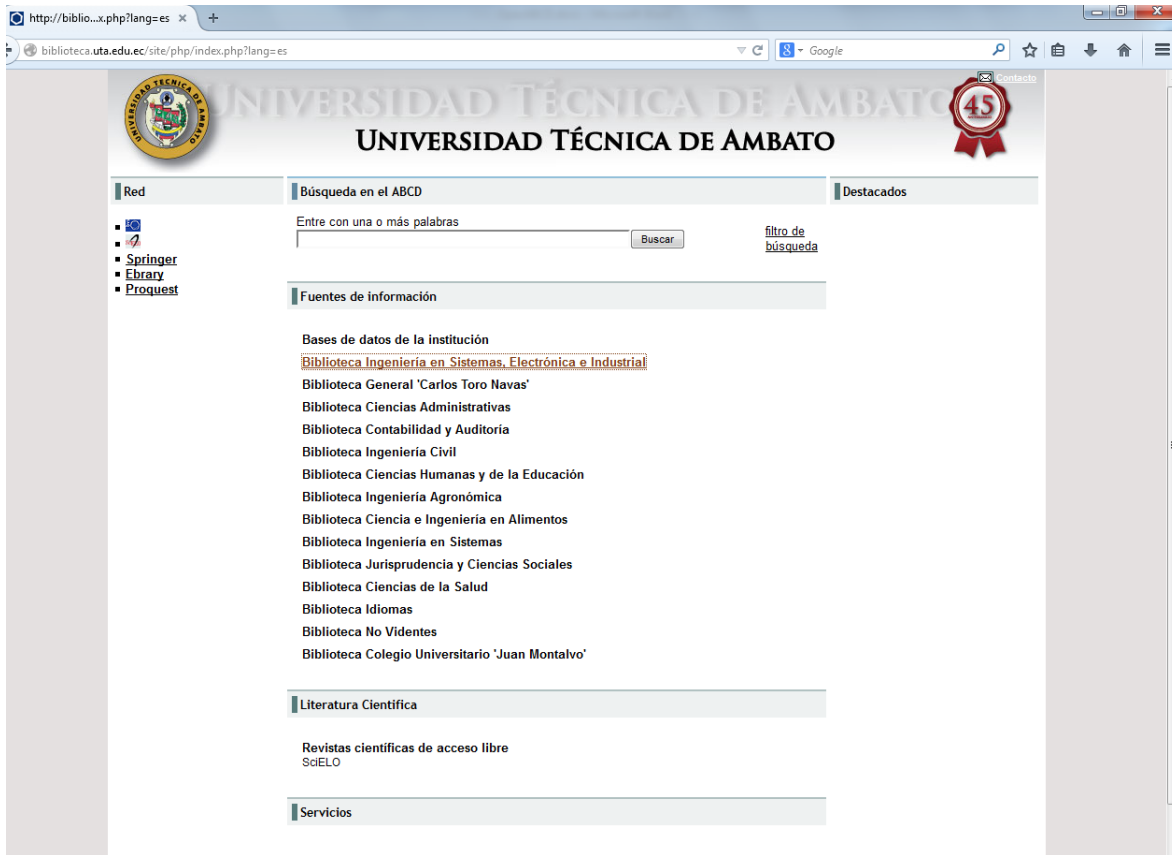 http://biblio...x.php?lang=es × +
biblioteca.uta.edu.ec/site/php/index.php?lang=es
Google
UNIVERSIDAD TÉCNICA DE AMBATO
Contacto
45
UNIVERSIDAD TÉCNICA DE AMBATO
UNIVERSIDAD TECNICA DE AMBATO
Red
Springer
Ebrary
Proquest
Búsqueda en el ABCD
Entre con una o más palabras
Buscar
filtro de
búsqueda
Fuentes de información
Bases de datos de la institución
Biblioteca Ingeniería en Sistemas, Electrónica e Industrial
Biblioteca General 'Carlos Toro Navas'
Biblioteca Ciencias Administrativas
Biblioteca Contabilidad y Auditoría
Biblioteca Ingeniería Civil
Biblioteca Ciencias Humanas y de la Educación
Biblioteca Ingeniería Agronómica
Biblioteca Ciencia e Ingeniería en Alimentos
Biblioteca Ingeniería en Sistemas
Biblioteca Jurisprudencia y Ciencias Sociales
Biblioteca Ciencias de la Salud
Biblioteca Idiomas
Biblioteca No Videntes
Biblioteca Colegio Universitario 'Juan Montalvo'
Literatura Cientifica
Revistas científicas de acceso libre
SciELO
Servicios
Destacados